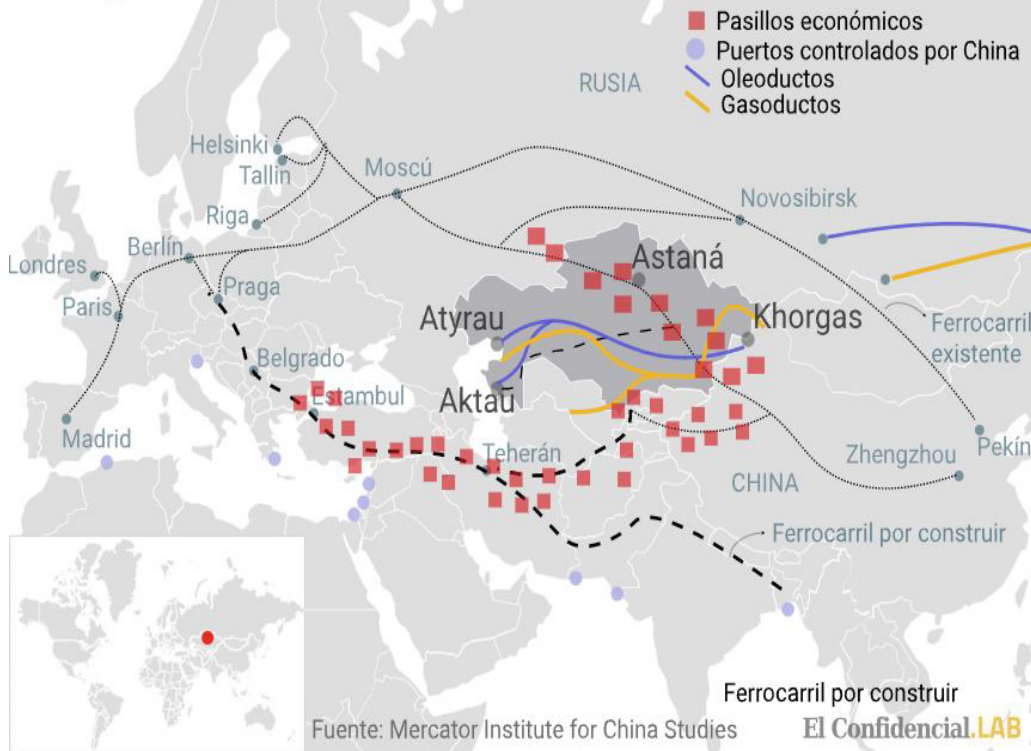 Pasillos económicos
Puertos controlados por China
Oleoductos
Gasoductos
RUSIA
Helsinki
Tallin
Moscú
Riga
Novosibirsk
Berlín
Londres
Astaná
Praga
Paris
Atyrau
Khorgas
Ferrocarril
existente
Belgrado
Estambul
Aktau
Madrid
Teherán
Zhengzhou
Pekín
CHINA
Ferrocarril por construir
Ferrocarril por construir
Fuente: Mercator Institute for China Studies
El Confidencial.LAB